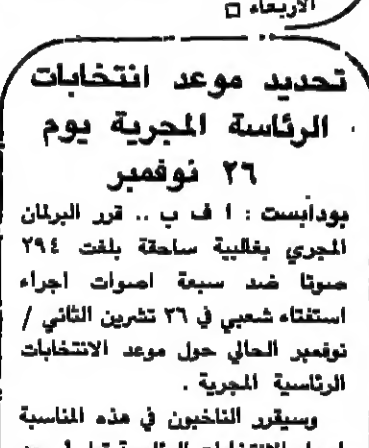 الأربعاء □
تحديد موعد انتخابات
الرئاسة المجرية يوم
٢٦ نوفمبر
بودابست : ا ف ب .. قرر البرلمان
المجري بغالبية ساحقة بلغت ٢٩٤
صوتا ضد سبعة اصوات اجراء
استفتاء شعبي في ٢٦ تشرين الثاني /
نوفمبر الحالي حول موعد الانتخابات
الرئاسية المجرية .
وسيقرر الناخبون في هذه المناسبة